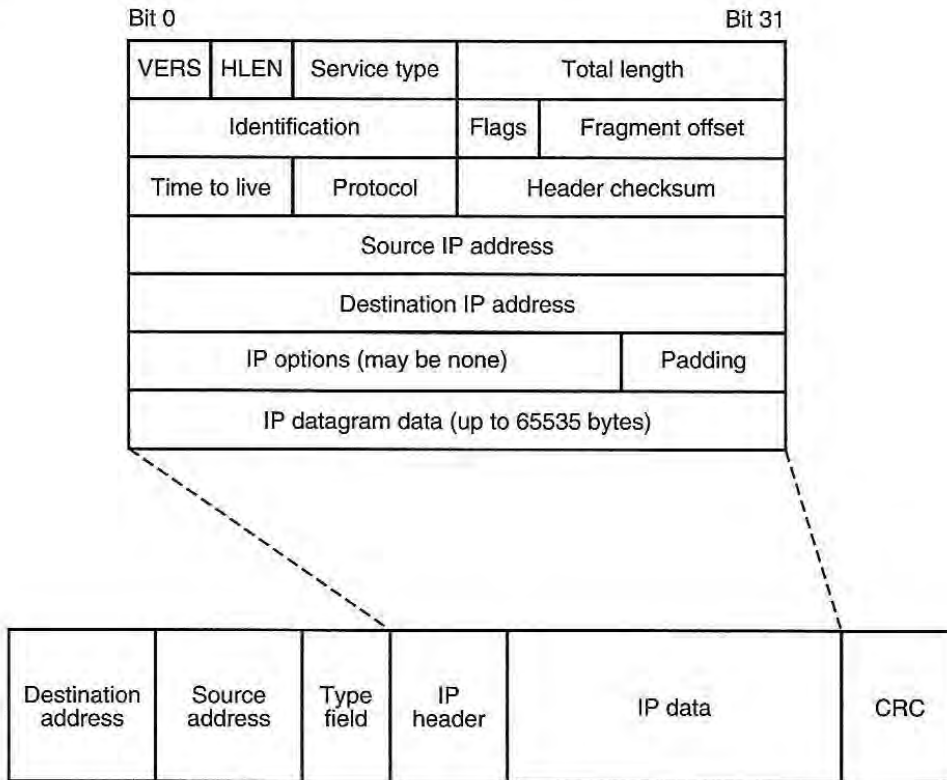 Bit 0 Bit 31
VERS HLEN Service type Total length
Identification Flags Fragment offset
Time to live Protocol Header checksum
Source IP address
Destination IP address
IP options (may be none) Padding
IP datagram data (up to 65535 bytes)
Destination address Source address Type field IP header IP data CRC